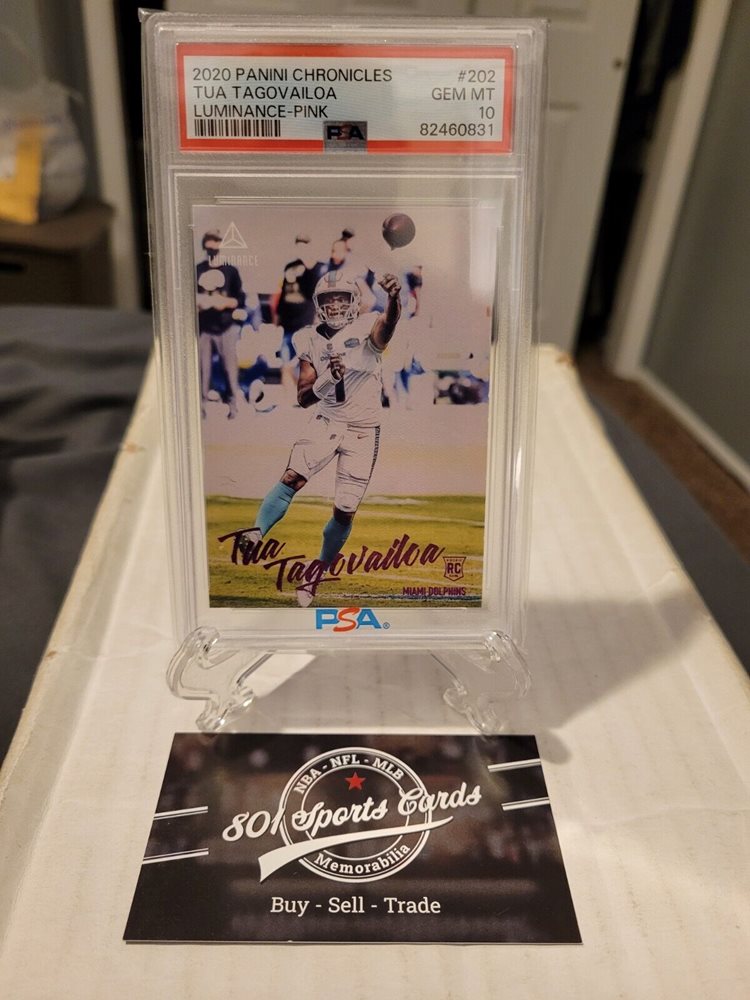 2020 PANINI CHRONICLES #202
TUA TAGOVAILOA GEM MT
LUMINANCE-PINK 10
PSA 82460831
LUMINANCE
1
Tua
Tagovailoa
RC
MIAMI DOLPHINS
PSA®
NBA - NFL - MLB
801 Sports Cards
Memorabilia
Buy - Sell - Trade